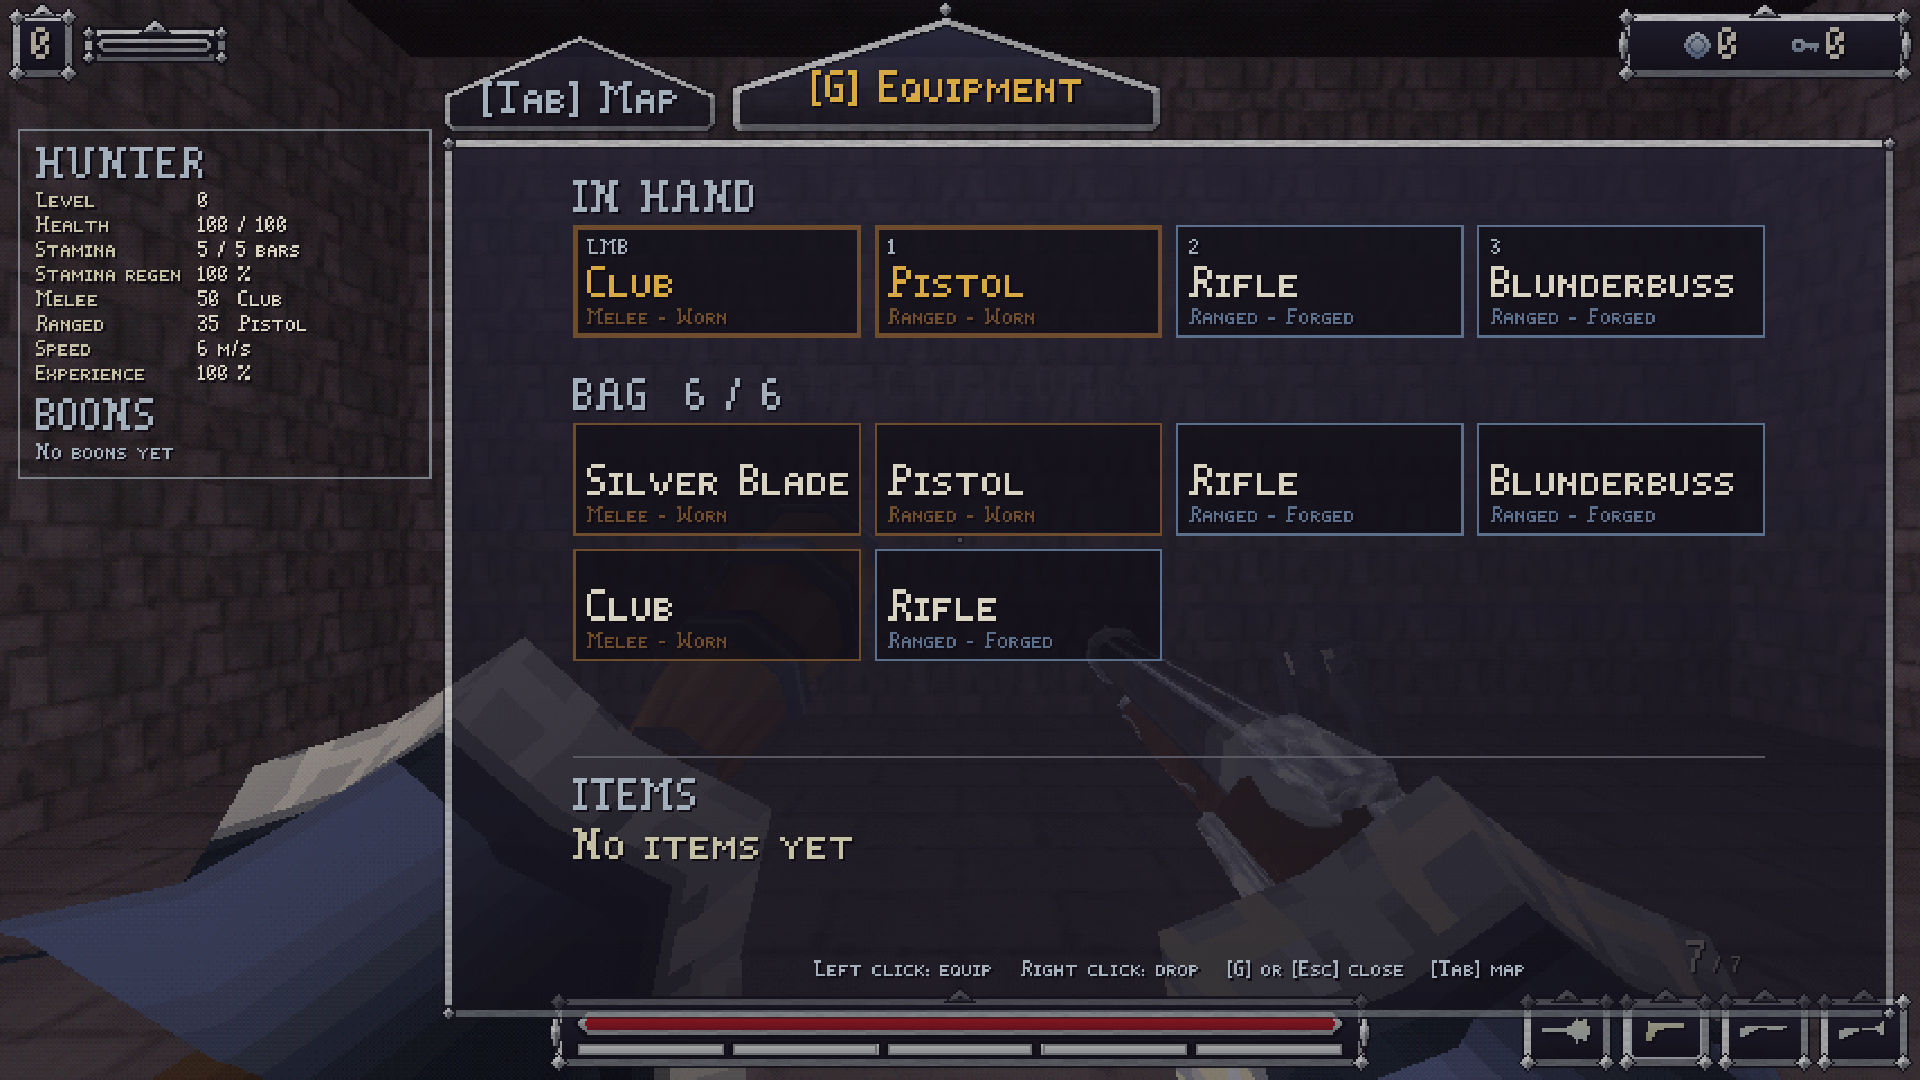 0
0 0
[Tab] Map
[G] Equipment
HUNTER
Level 0
Health 100 / 100
Stamina 5 / 5 bars
Stamina regen 100 %
Melee 50 Club
Ranged 35 Pistol
Speed 6 m/s
Experience 100 %
BOONS
No boons yet
IN HAND
LMB
Club
Melee - Worn
1
Pistol
Ranged - Worn
2
Rifle
Ranged - Forged
3
Blunderbuss
Ranged - Forged
BAG 6 / 6
Silver Blade
Melee - Worn
Pistol
Ranged - Worn
Rifle
Ranged - Forged
Blunderbuss
Ranged - Forged
Club
Melee - Worn
Rifle
Ranged - Forged
ITEMS
No items yet
Left click: equip Right click: drop [G] or [Esc] close [Tab] map
7 / 7